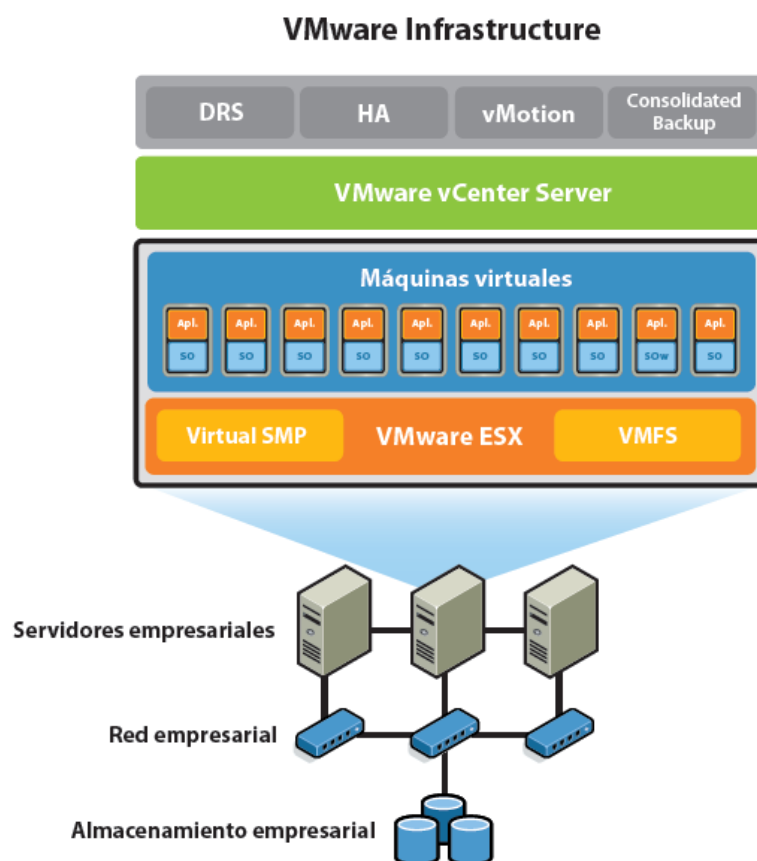 VMware Infrastructure
DRS
HA
vMotion
Consolidated
Backup
VMware vCenter Server
Máquinas virtuales
Apl. Apl. Apl. Apl. Apl. Apl. Apl. Apl. Apl. Apl.
SO SO SO SO SO SO SO SO SOw SO
Virtual SMP
VMware ESX
VMFS
Servidores empresariales
Red empresarial
Almacenamiento empresarial